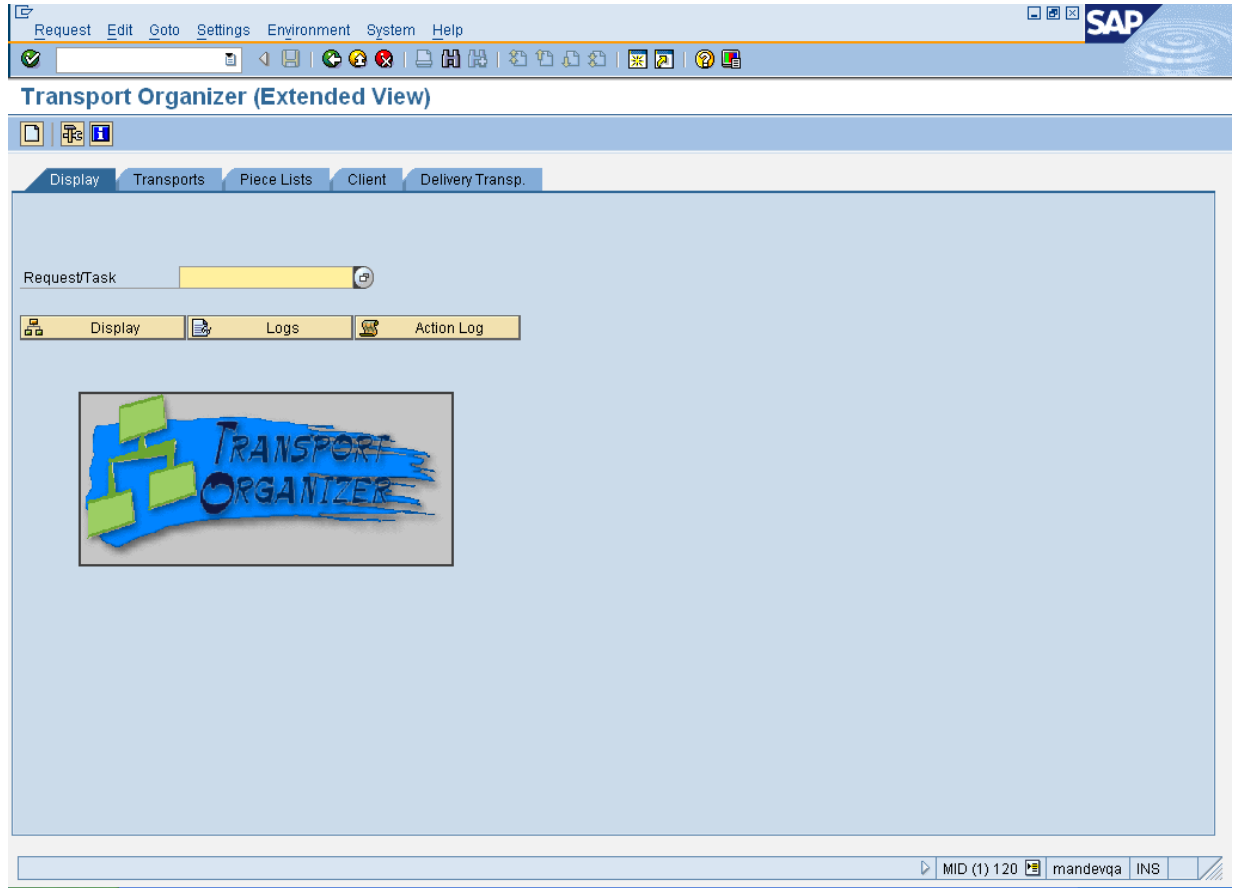 Request Edit Goto Settings Environment System Help
SAP
Transport Organizer (Extended View)
Display Transports Piece Lists Client Delivery Transp.
Request/Task
Display Logs Action Log
TRANSPORT
ORGANIZER
MID (1) 120 mandevqa INS